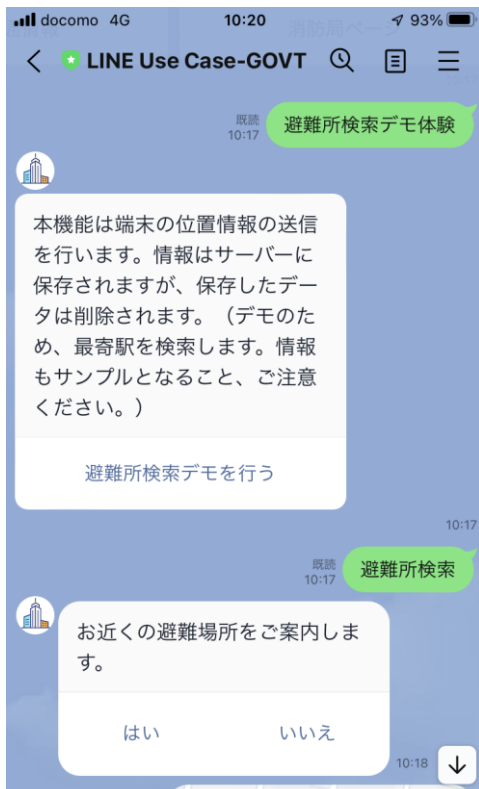 docomo 4G 10:20 93%
消防局ページ
LINE Use Case-GOVT
既読
10:17
避難所検索デモ体験
本機能は端末の位置情報の送信
を行います。情報はサーバーに
保存されますが、保存したデー
タは削除されます。（デモのた
め、最寄駅を検索します。情報
もサンプルとなること、ご注意
ください。）
避難所検索デモを行う
10:17
既読
10:17
避難所検索
お近くの避難場所をご案内しま
す。
はい いいえ
10:18